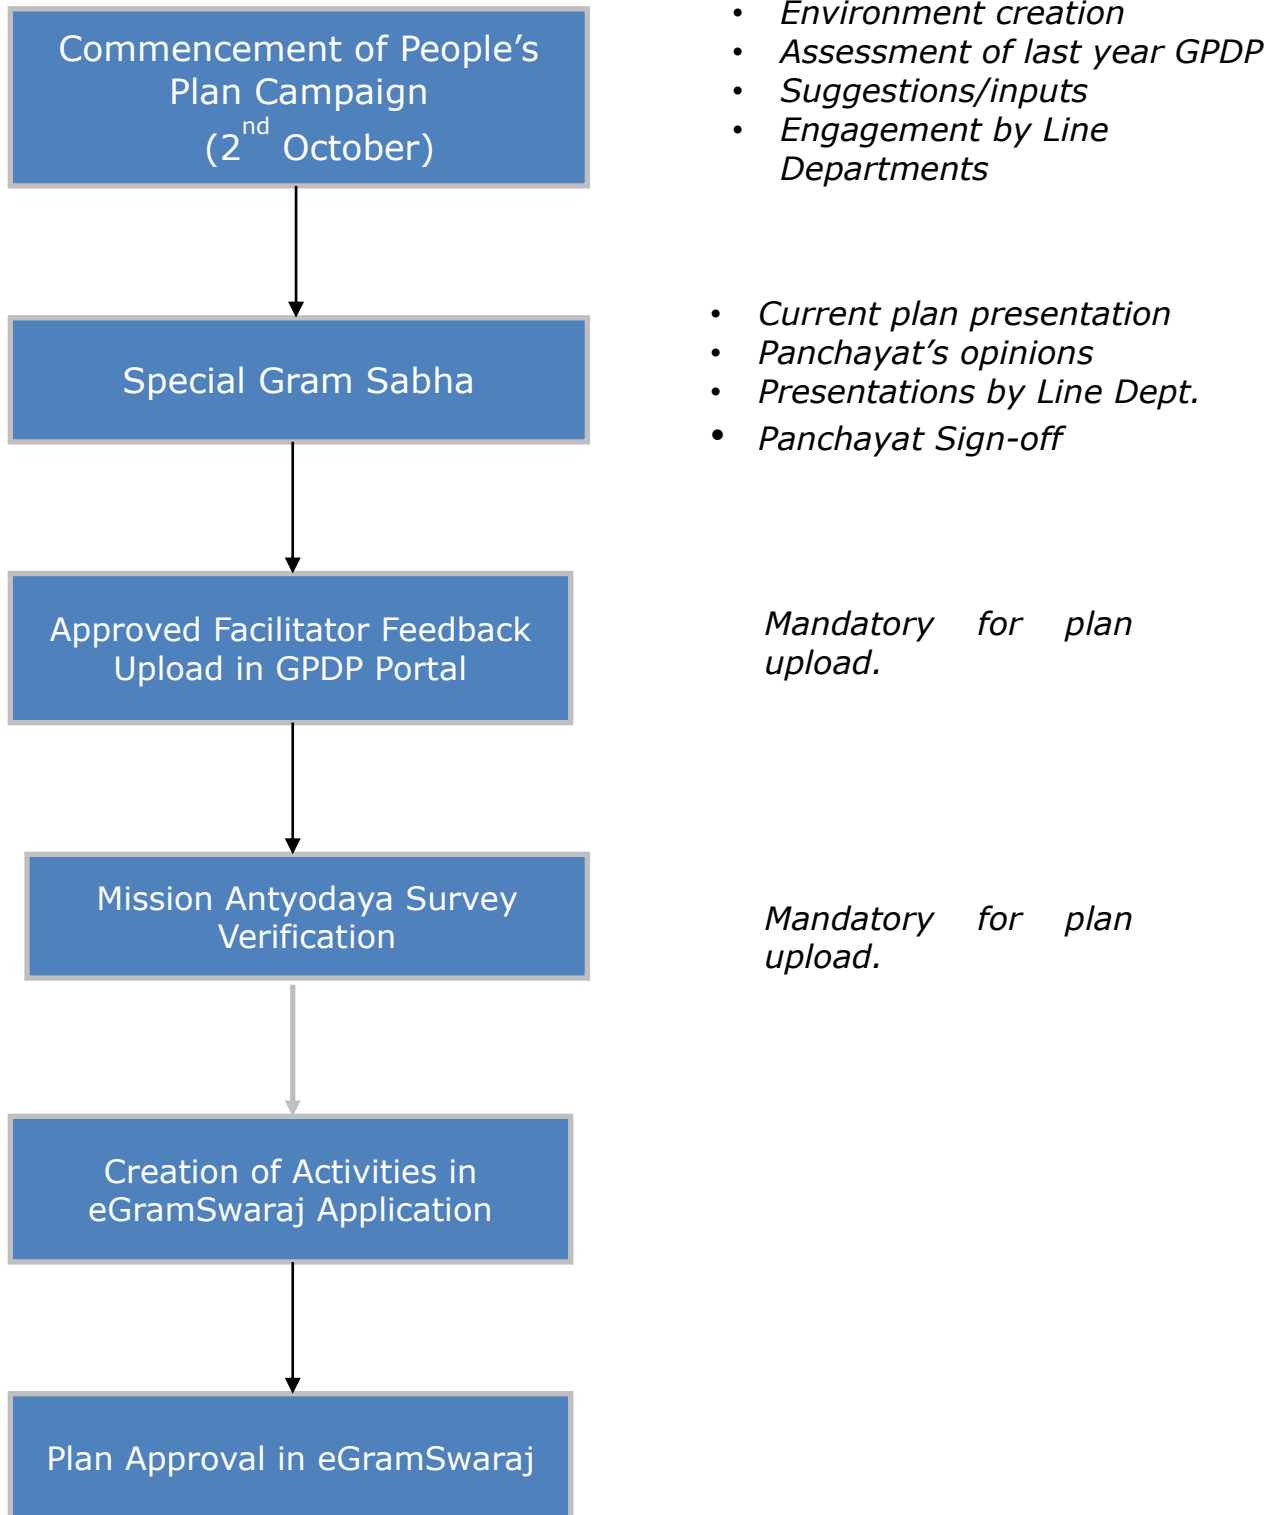 Commencement of People’s
Plan Campaign
(2nd October)
• Environment creation
• Assessment of last year GPDP
• Suggestions/inputs
• Engagement by Line
Departments
Special Gram Sabha
• Current plan presentation
• Panchayat’s opinions
• Presentations by Line Dept.
• Panchayat Sign-off
Approved Facilitator Feedback
Upload in GPDP Portal
Mandatory for plan
upload.
Mission Antyodaya Survey
Verification
Mandatory for plan
upload.
Creation of Activities in
eGramSwaraj Application
Plan Approval in eGramSwaraj